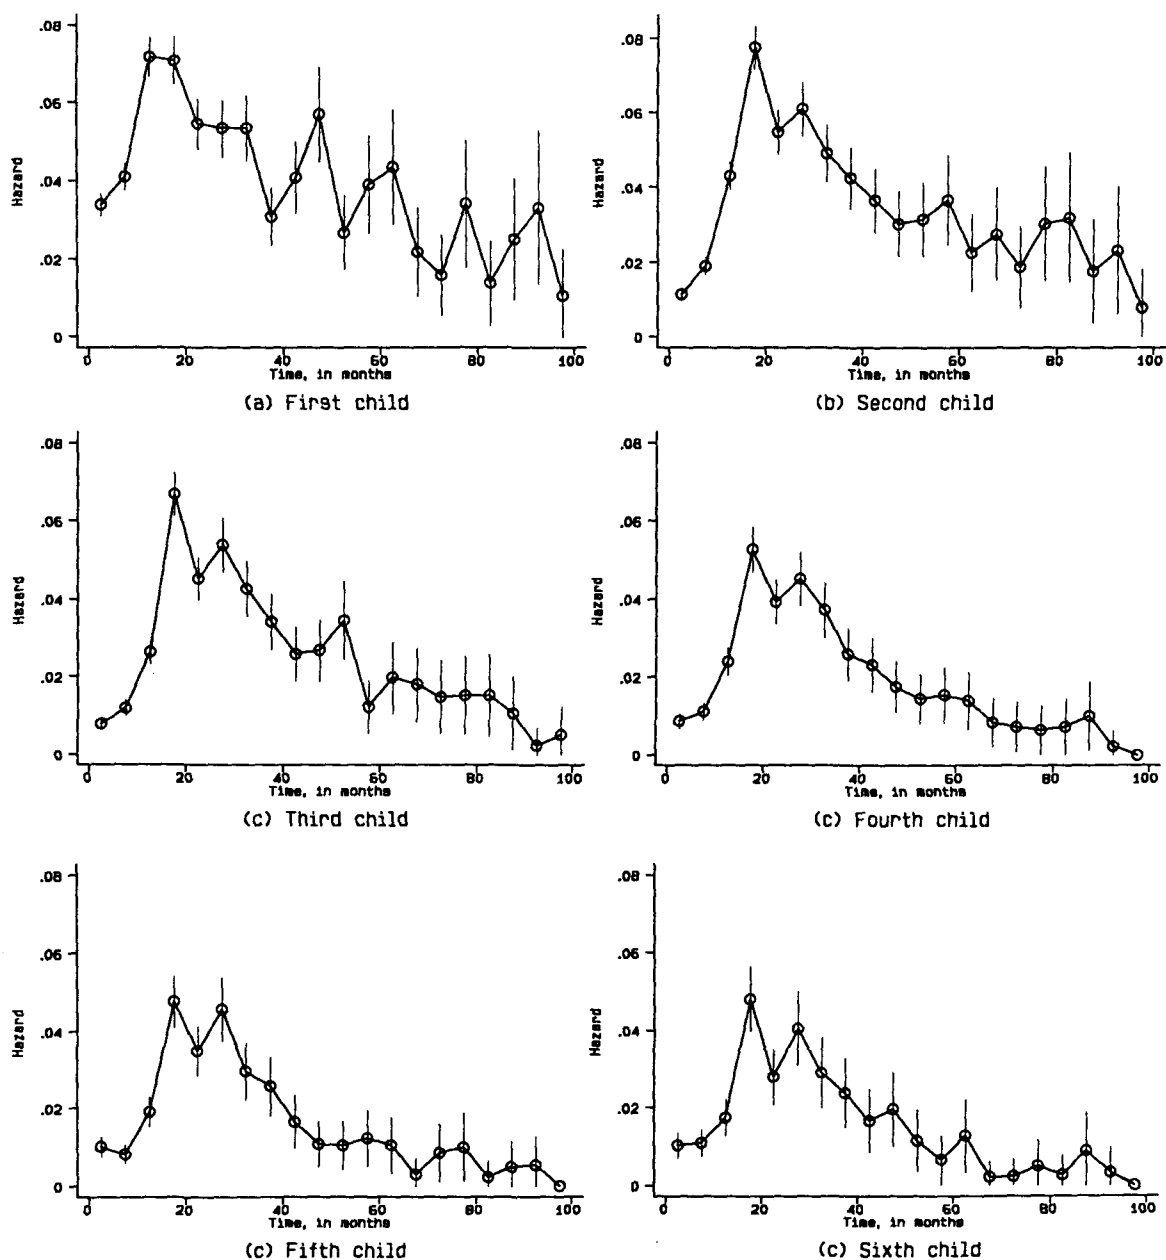 .08
.06
.04
.02
0
Hazard
0 20 40 60 80 100
Time, in months
(a) First child
.08
.06
.04
.02
0
Hazard
0 20 40 60 80 100
Time, in months
(b) Second child
.08
.06
.04
.02
0
Hazard
0 20 40 60 80 100
Time, in months
(c) Third child
.08
.06
.04
.02
0
Hazard
0 20 40 60 80 100
Time, in months
(c) Fourth child
.08
.06
.04
.02
0
Hazard
0 20 40 60 80 100
Time, in months
(c) Fifth child
.08
.06
.04
.02
0
Hazard
0 20 40 60 80 100
Time, in months
(c) Sixth child